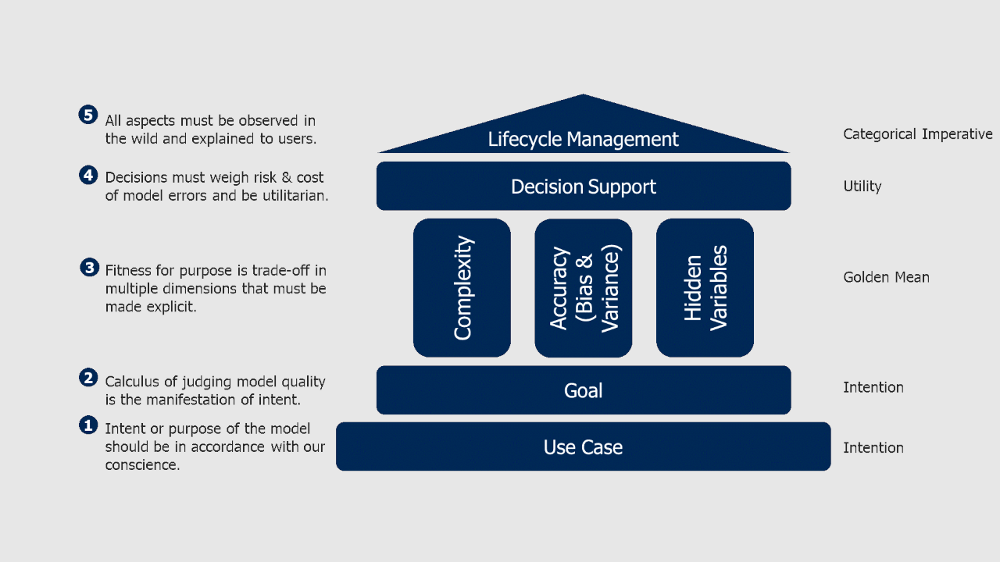 5
All aspects must be observed in
the wild and explained to users.
Lifecycle Management
Categorical Imperative
4
Decisions must weigh risk & cost
of model errors and be utilitarian.
Decision Support
Utility
3
Fitness for purpose is trade-off in
multiple dimensions that must be
made explicit.
Complexity
Accuracy
(Bias &
Variance)
Hidden
Variables
Golden Mean
2
Calculus of judging model quality
is the manifestation of intent.
Goal
Intention
1
Intent or purpose of the model
should be in accordance with our
conscience.
Use Case
Intention